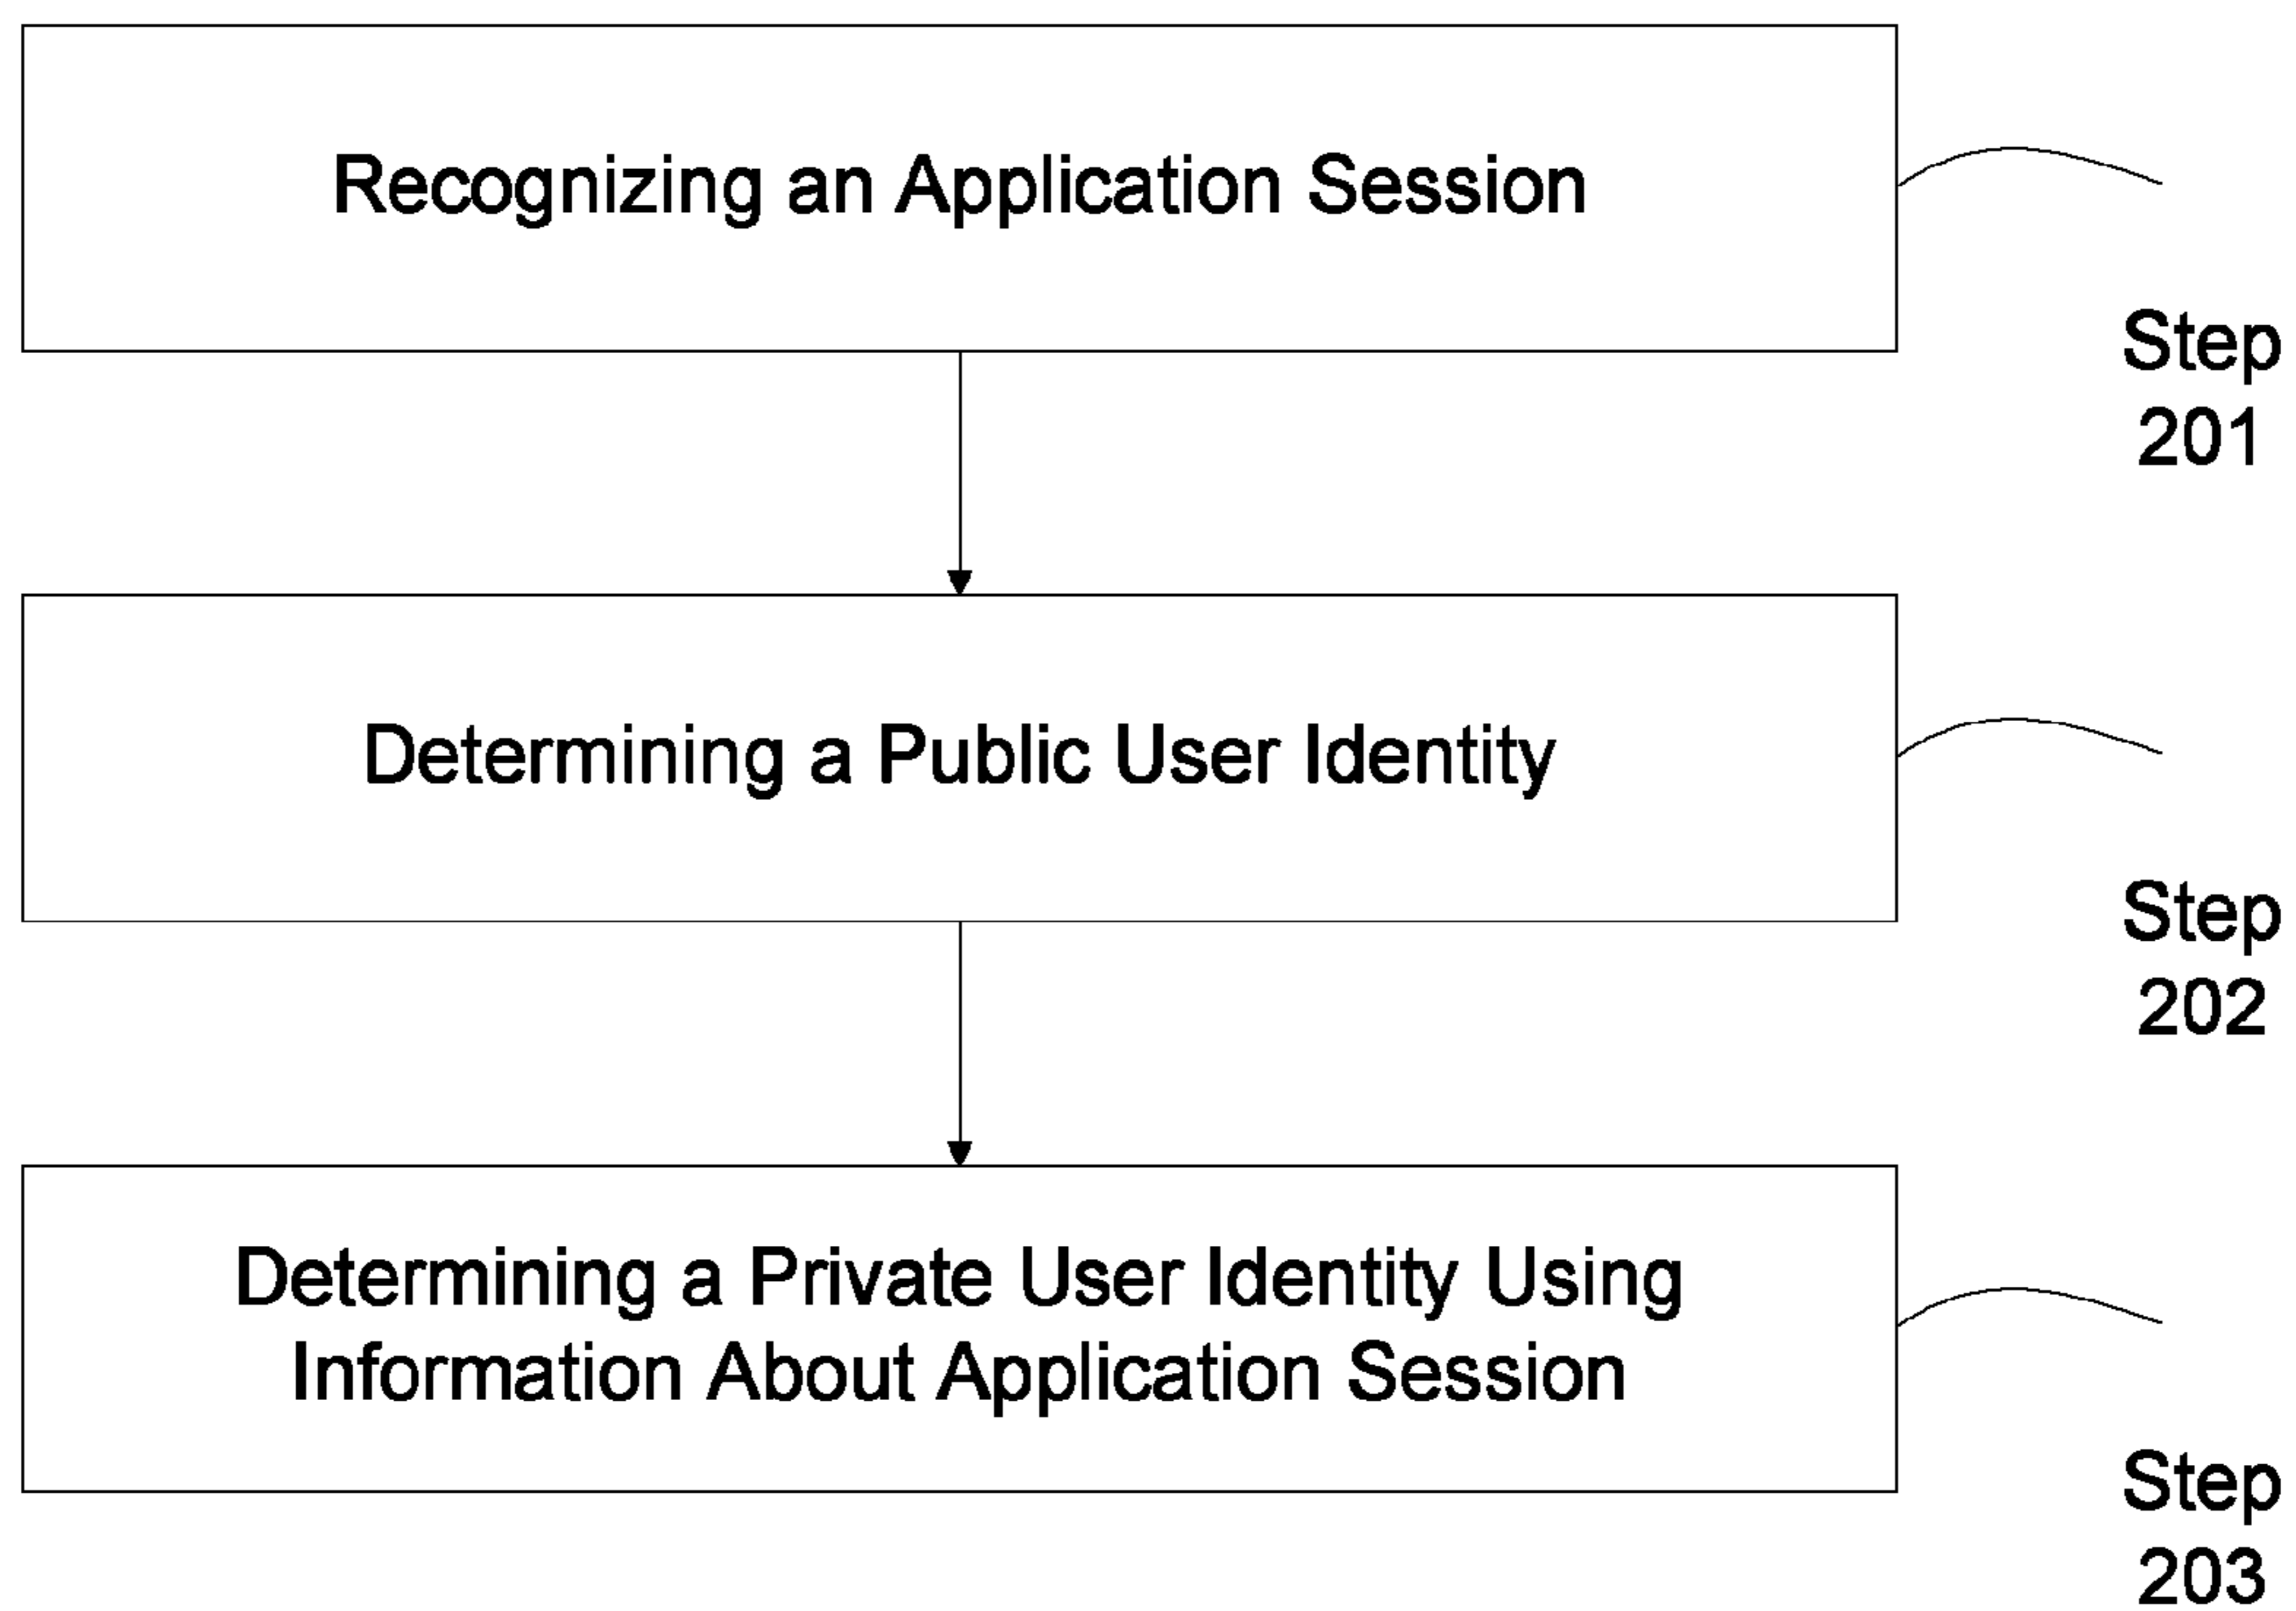 Recognizing an Application Session
Step
201
Determining a Public User Identity
Step
202
Determining a Private User Identity Using
Information About Application Session
Step
203